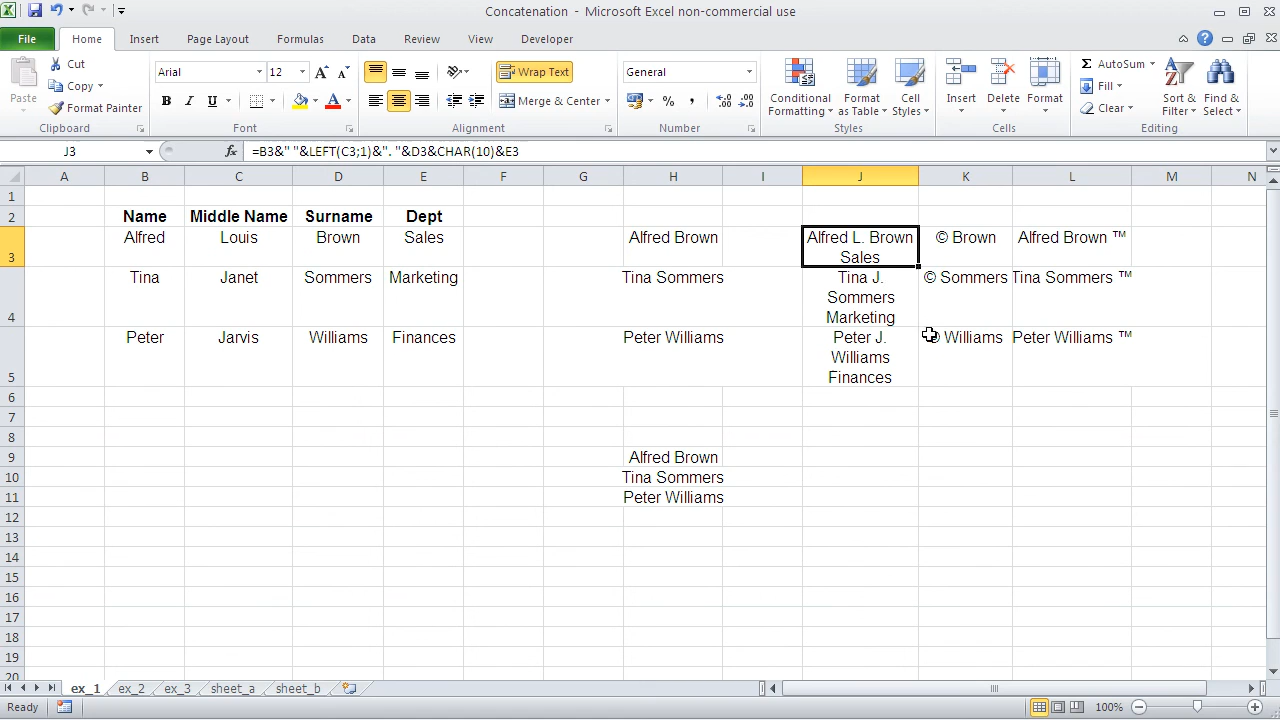 Concatenation - Microsoft Excel non-commercial use
File Home Insert Page Layout Formulas Data Review View Developer
Paste
Cut
Copy
Format Painter
Clipboard
Arial 12
B I U A
Font
Wrap Text
Merge & Center
Alignment
General
% ,
Number
Conditional Formatting
Format as Table
Cell Styles
Styles
Insert Delete Format
Cells
Σ AutoSum
Fill
Clear
Sort & Filter
Find & Select
Editing
J3 fx =B3&" "&LEFT(C3;1)&". "&D3&CHAR(10)&E3
A B C D E F G H I J K L M N
1
2 Name Middle Name Surname Dept
3 Alfred Louis Brown Sales Alfred Brown Alfred L. Brown Sales © Brown Alfred Brown ™
4 Tina Janet Sommers Marketing Tina Sommers Tina J. Sommers Marketing © Sommers Tina Sommers ™
5 Peter Jarvis Williams Finances Peter Williams Peter J. Williams Finances © Williams Peter Williams ™
6
7
8
9 Alfred Brown
10 Tina Sommers
11 Peter Williams
12
13
14
15
16
17
18
19
20
ex_1 ex_2 ex_3 sheet_a sheet_b
Ready 100%